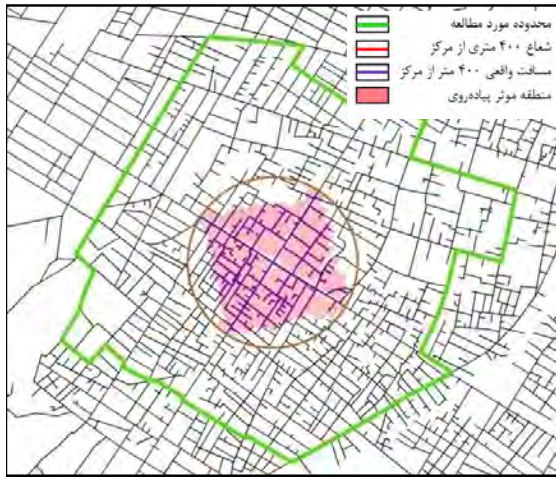 محدوده مورد مطالعه
شعاع ۴۰۰ متری از مرکز
مسافت واقعی ۴۰۰ متر از مرکز
منطقه موثر پیاده‌روی